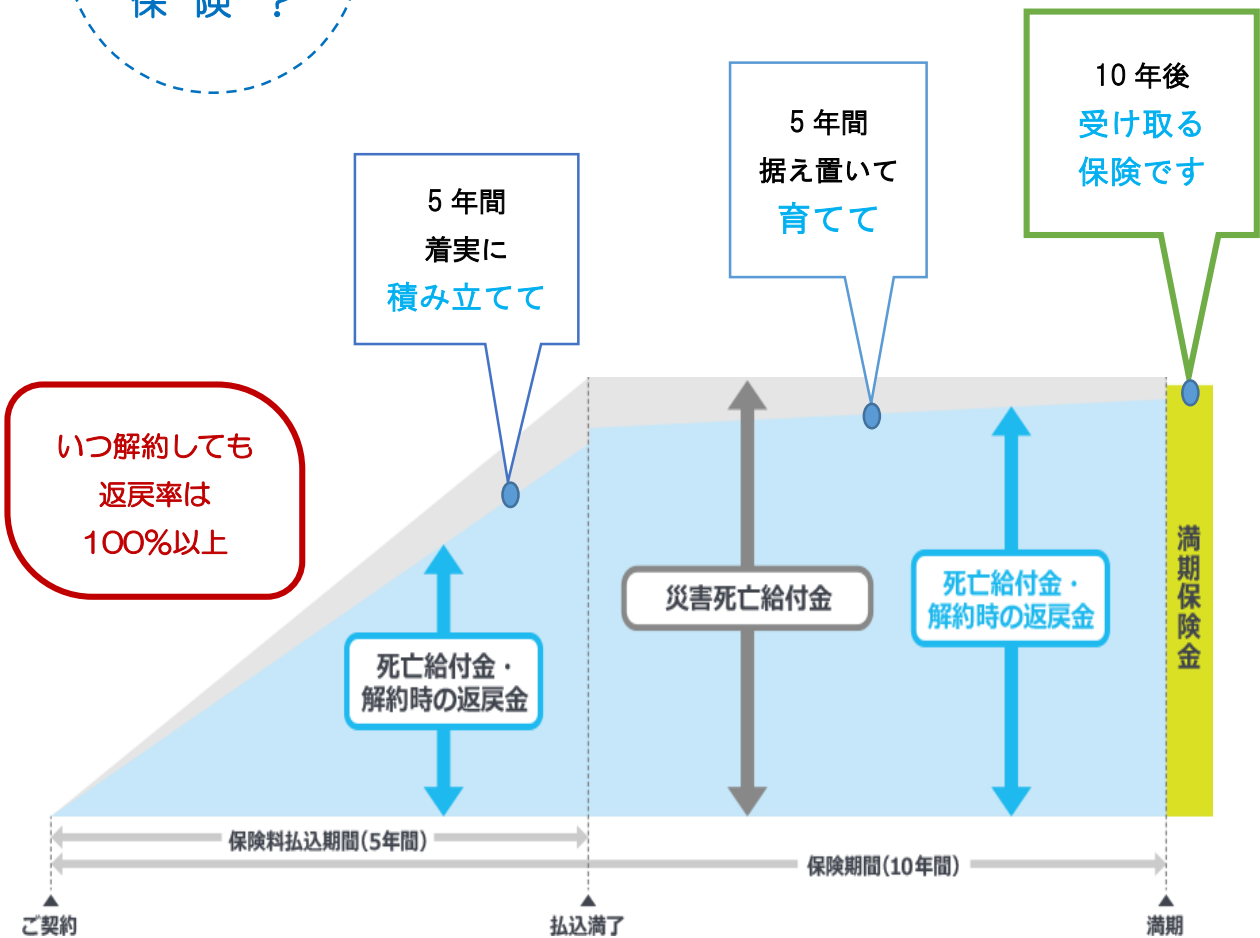 保 険 ?
10 年後
受け取る
保険です
5 年間
据え置いて
育てて
5 年間
着実に
積み立てて
いつ解約しても
返戻率は
100%以上
満期保険金
災害死亡給付金
死亡給付金・
解約時の返戻金
死亡給付金・
解約時の返戻金
保険料払込期間(5年間)
保険期間(10年間)
▲
ご契約
▲
払込満了
▲
満期